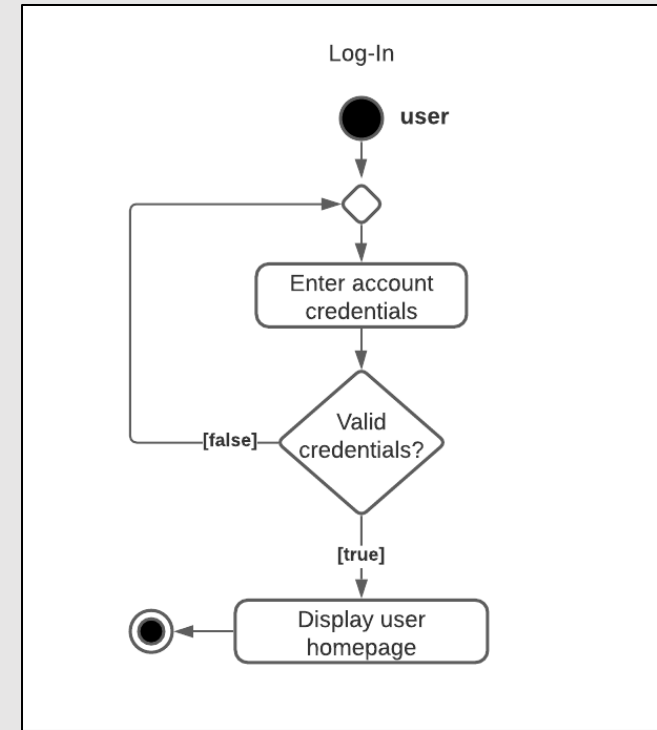 Log-In
user
Enter account
credentials
Valid
credentials?
[false]
[true]
Display user
homepage